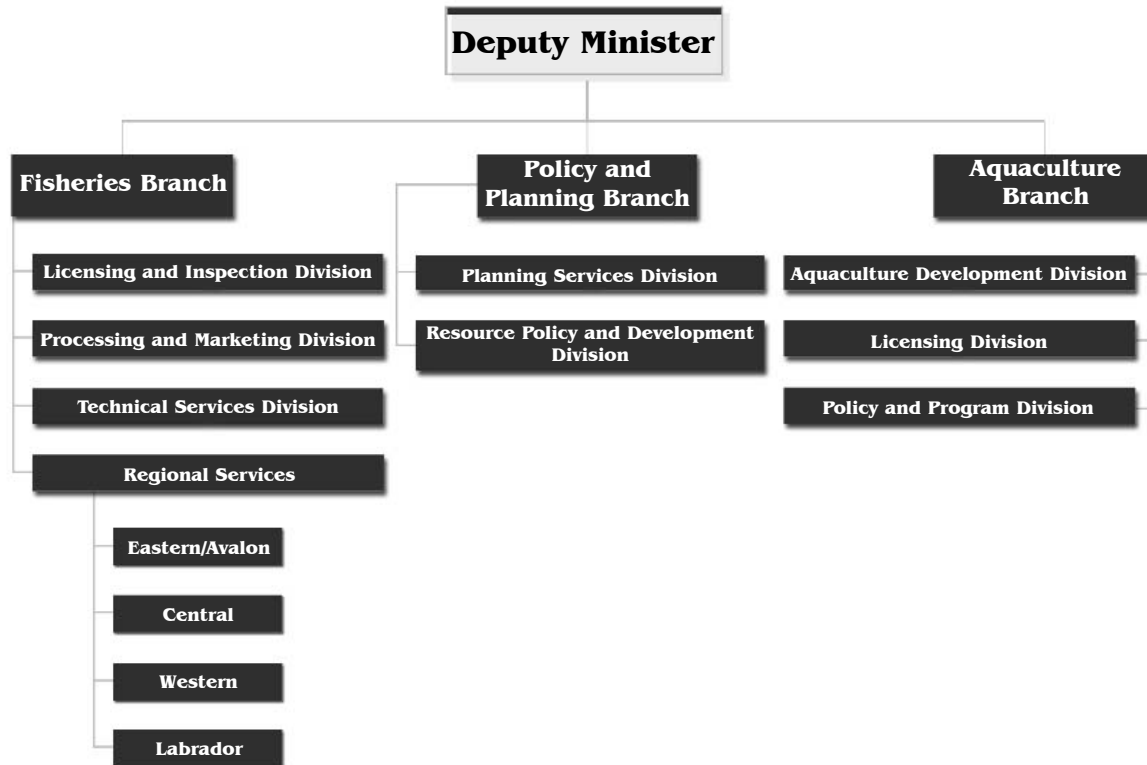 Deputy Minister
Fisheries Branch
Policy and
Planning Branch
Aquaculture
Branch
Licensing and Inspection Division
Processing and Marketing Division
Technical Services Division
Regional Services
Eastern/Avalon
Central
Western
Labrador
Planning Services Division
Resource Policy and Development
Division
Aquaculture Development Division
Licensing Division
Policy and Program Division